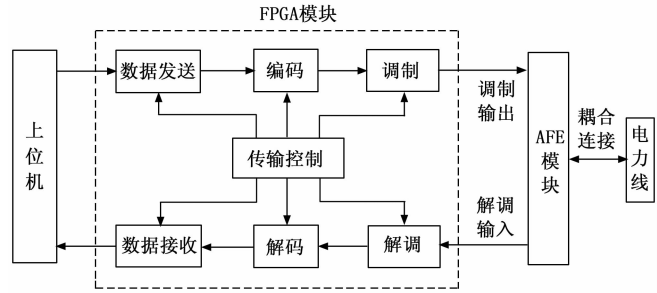 FPGA模块
上位机
数据发送
编码
调制
调制
输出
传输控制
AFE
模块
耦合
连接
电力线
数据接收
解码
解调
解调
输入